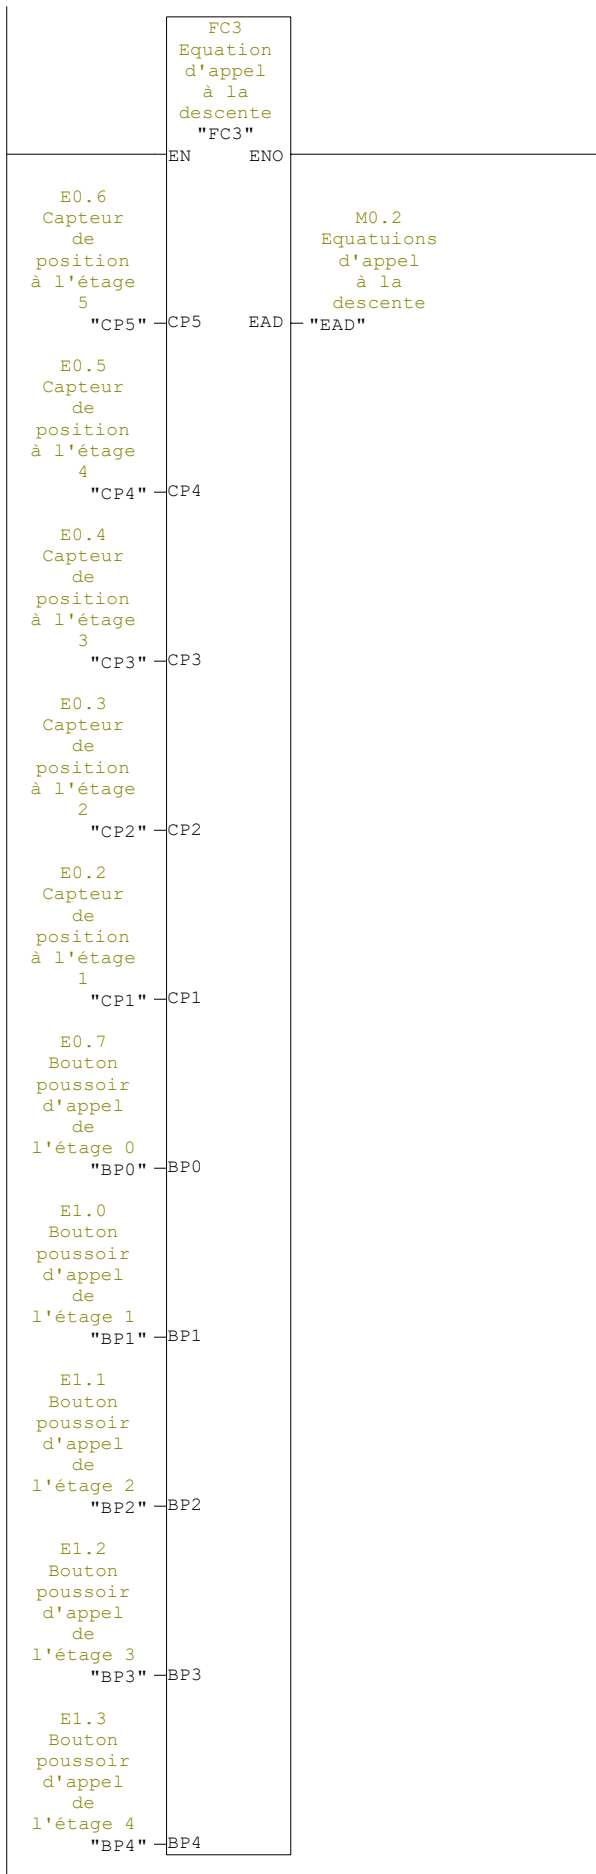 FC3
Equation
d'appel
à la
descente
"FC3"
EN ENO
E0.6
Capteur
de
position
à l'étage
5
"CP5" CP5
M0.2
Equatuions
d'appel
à la
descente
EAD "EAD"
E0.5
Capteur
de
position
à l'étage
4
"CP4" CP4
E0.4
Capteur
de
position
à l'étage
3
"CP3" CP3
E0.3
Capteur
de
position
à l'étage
2
"CP2" CP2
E0.2
Capteur
de
position
à l'étage
1
"CP1" CP1
E0.7
Bouton
poussoir
d'appel
de
l'étage 0
"BP0" BP0
E1.0
Bouton
poussoir
d'appel
de
l'étage 1
"BP1" BP1
E1.1
Bouton
poussoir
d'appel
de
l'étage 2
"BP2" BP2
E1.2
Bouton
poussoir
d'appel
de
l'étage 3
"BP3" BP3
E1.3
Bouton
poussoir
d'appel
de
l'étage 4
"BP4" BP4